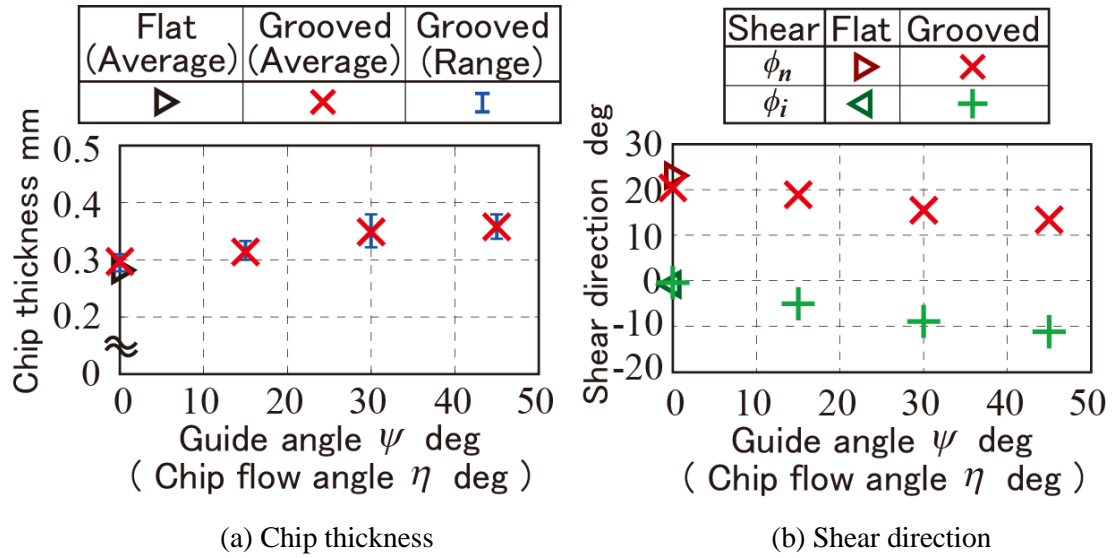 Flat Grooved Grooved
(Average) (Average) (Range)
0.5
0.4
0.3
0.2
0
Chip thickness mm
0 10 20 30 40 50
Guide angle ψ deg
( Chip flow angle η deg )
(a) Chip thickness
Shear Flat Grooved
ϕn
ϕi
30
20
10
0
-10
-20
Shear direction deg
0 10 20 30 40 50
Guide angle ψ deg
( Chip flow angle η deg )
(b) Shear direction